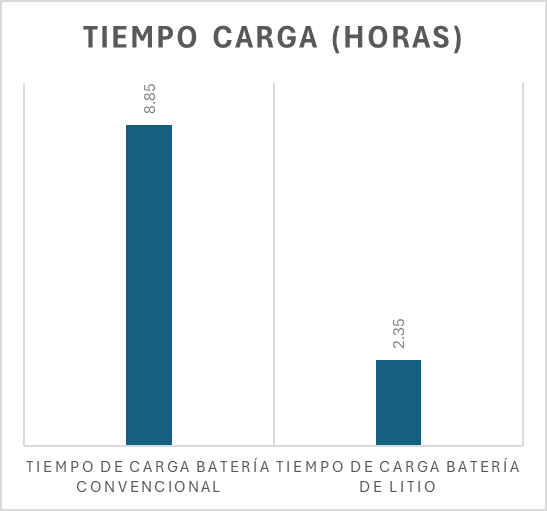 TIEMPO CARGA (HORAS)
8.85
2.35
TIEMPO DE CARGA BATERÍA
CONVENCIONAL
TIEMPO DE CARGA BATERÍA
DE LITIO